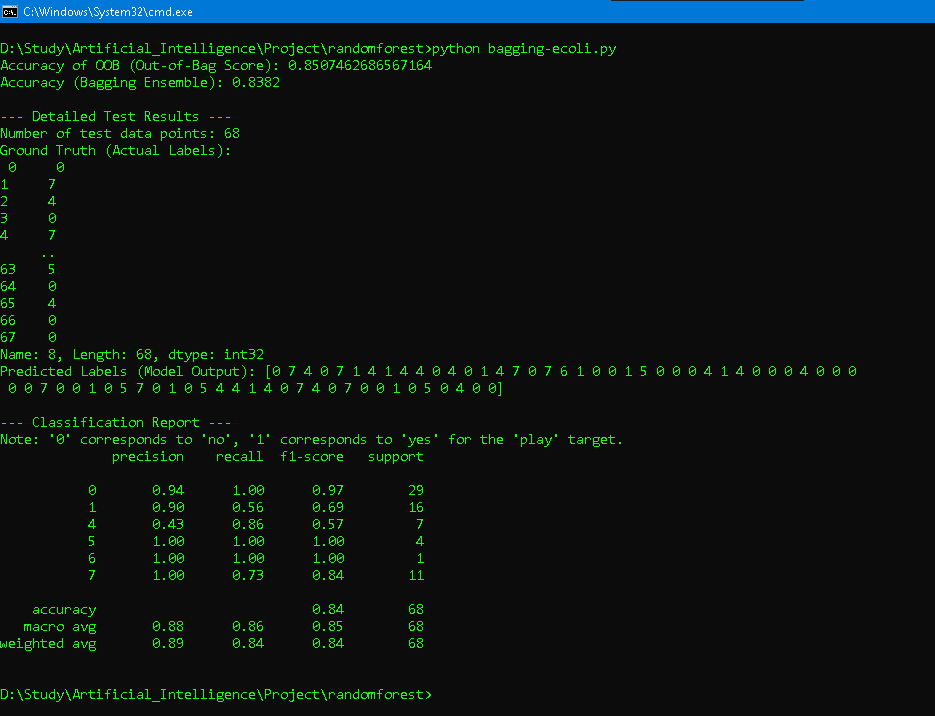 C:\Windows\System32\cmd.exe
D:\Study\Artificial_Intelligence\Project\randomforest>python bagging-ecoli.py
Accuracy of OOB (Out-of-Bag Score): 0.8507462686567164
Accuracy (Bagging Ensemble): 0.8382
--- Detailed Test Results ---
Number of test data points: 68
Ground Truth (Actual Labels):
0 0
1 7
2 4
3 0
4 7
..
63 5
64 0
65 4
66 0
67 0
Name: 8, Length: 68, dtype: int32
Predicted Labels (Model Output): [0 7 4 0 7 1 4 1 4 4 0 4 0 1 4 7 0 7 6 1 0 0 1 5 0 0 0 4 1 4 0 0 0 4 0 0 0
0 0 7 0 0 1 0 5 7 0 1 0 5 4 4 1 4 0 7 4 0 7 0 0 1 0 5 0 4 0 0]
--- Classification Report ---
Note: '0' corresponds to 'no', '1' corresponds to 'yes' for the 'play' target.
precision recall f1-score support
0 0.94 1.00 0.97 29
1 0.90 0.56 0.69 16
4 0.43 0.86 0.57 7
5 1.00 1.00 1.00 4
6 1.00 1.00 1.00 1
7 1.00 0.73 0.84 11
accuracy 0.84 68
macro avg 0.88 0.86 0.85 68
weighted avg 0.89 0.84 0.84 68
D:\Study\Artificial_Intelligence\Project\randomforest>